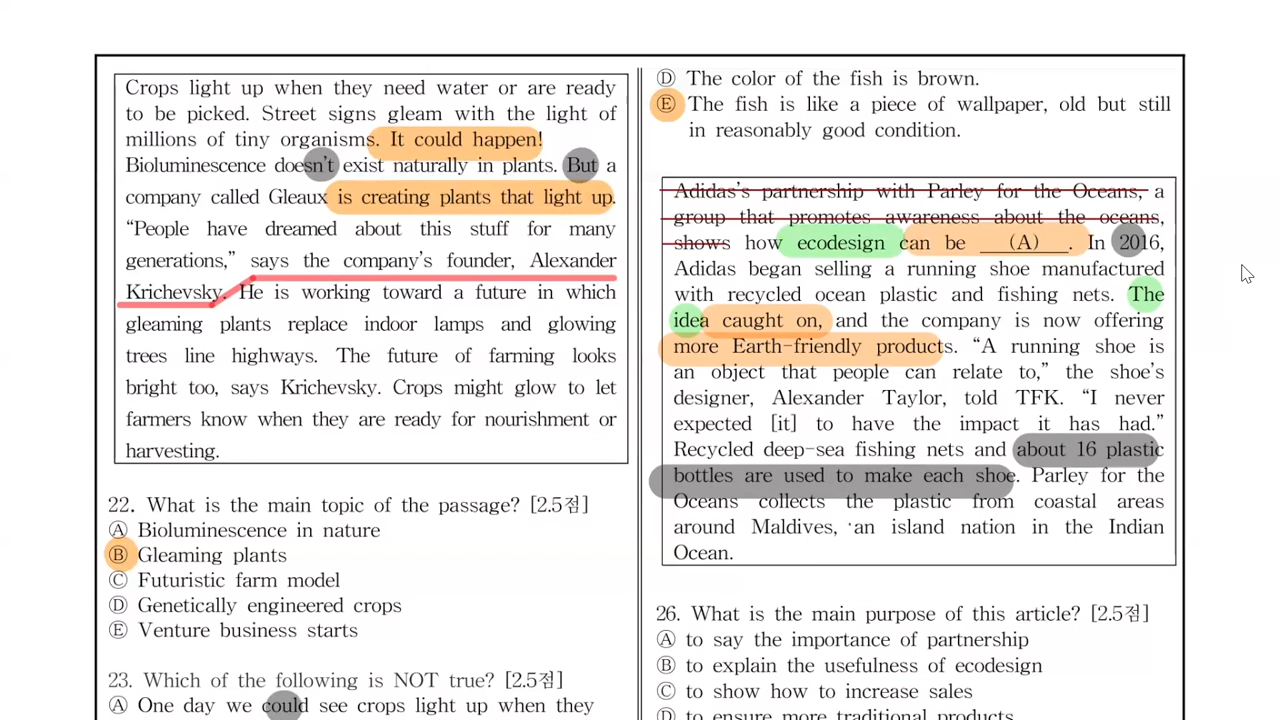 Crops light up when they need water or are ready
to be picked. Street signs gleam with the light of
millions of tiny organisms. It could happen!
Bioluminescence doesn't exist naturally in plants. But a
company called Gleaux is creating plants that light up.
“People have dreamed about this stuff for many
generations,” says the company's founder, Alexander
Krichevsky. He is working toward a future in which
gleaming plants replace indoor lamps and glowing
trees line highways. The future of farming looks
bright too, says Krichevsky. Crops might glow to let
farmers know when they are ready for nourishment or
harvesting.
22. What is the main topic of the passage? [2.5점]
Ⓐ Bioluminescence in nature
Ⓑ Gleaming plants
Ⓒ Futuristic farm model
Ⓓ Genetically engineered crops
Ⓔ Venture business starts
23. Which of the following is NOT true? [2.5점]
Ⓐ One day we could see crops light up when they
Ⓓ The color of the fish is brown.
Ⓔ The fish is like a piece of wallpaper, old but still
in reasonably good condition.
Adidas's partnership with Parley for the Oceans, a
group that promotes awareness about the oceans,
shows how ecodesign can be (A) . In 2016,
Adidas began selling a running shoe manufactured
with recycled ocean plastic and fishing nets. The
idea caught on, and the company is now offering
more Earth-friendly products. “A running shoe is
an object that people can relate to,” the shoe's
designer, Alexander Taylor, told TFK. “I never
expected [it] to have the impact it has had.”
Recycled deep-sea fishing nets and about 16 plastic
bottles are used to make each shoe. Parley for the
Oceans collects the plastic from coastal areas
around Maldives, an island nation in the Indian
Ocean.
26. What is the main purpose of this article? [2.5점]
Ⓐ to say the importance of partnership
Ⓑ to explain the usefulness of ecodesign
Ⓒ to show how to increase sales
Ⓓ to ensure more traditional products